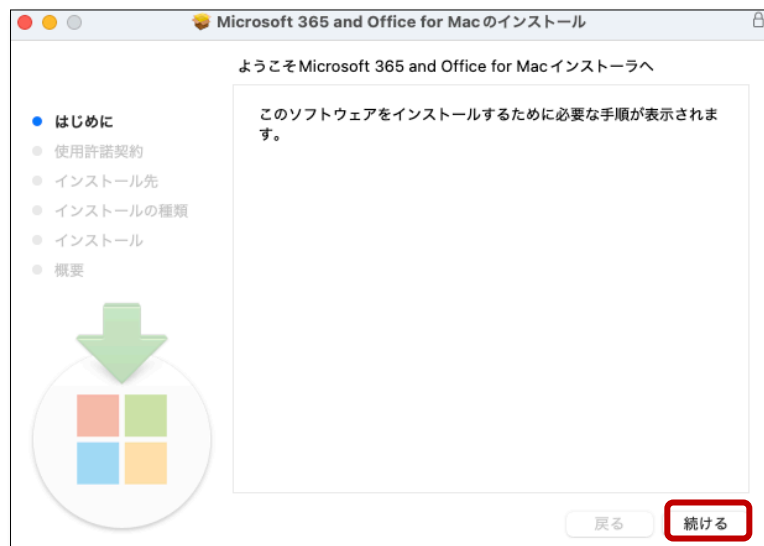 Microsoft 365 and Office for Macのインストール
ようこそMicrosoft 365 and Office for Macインストーラへ
はじめに
使用許諾契約
インストール先
インストールの種類
インストール
概要
このソフトウェアをインストールするために必要な手順が表示されま
す。
戻る
続ける